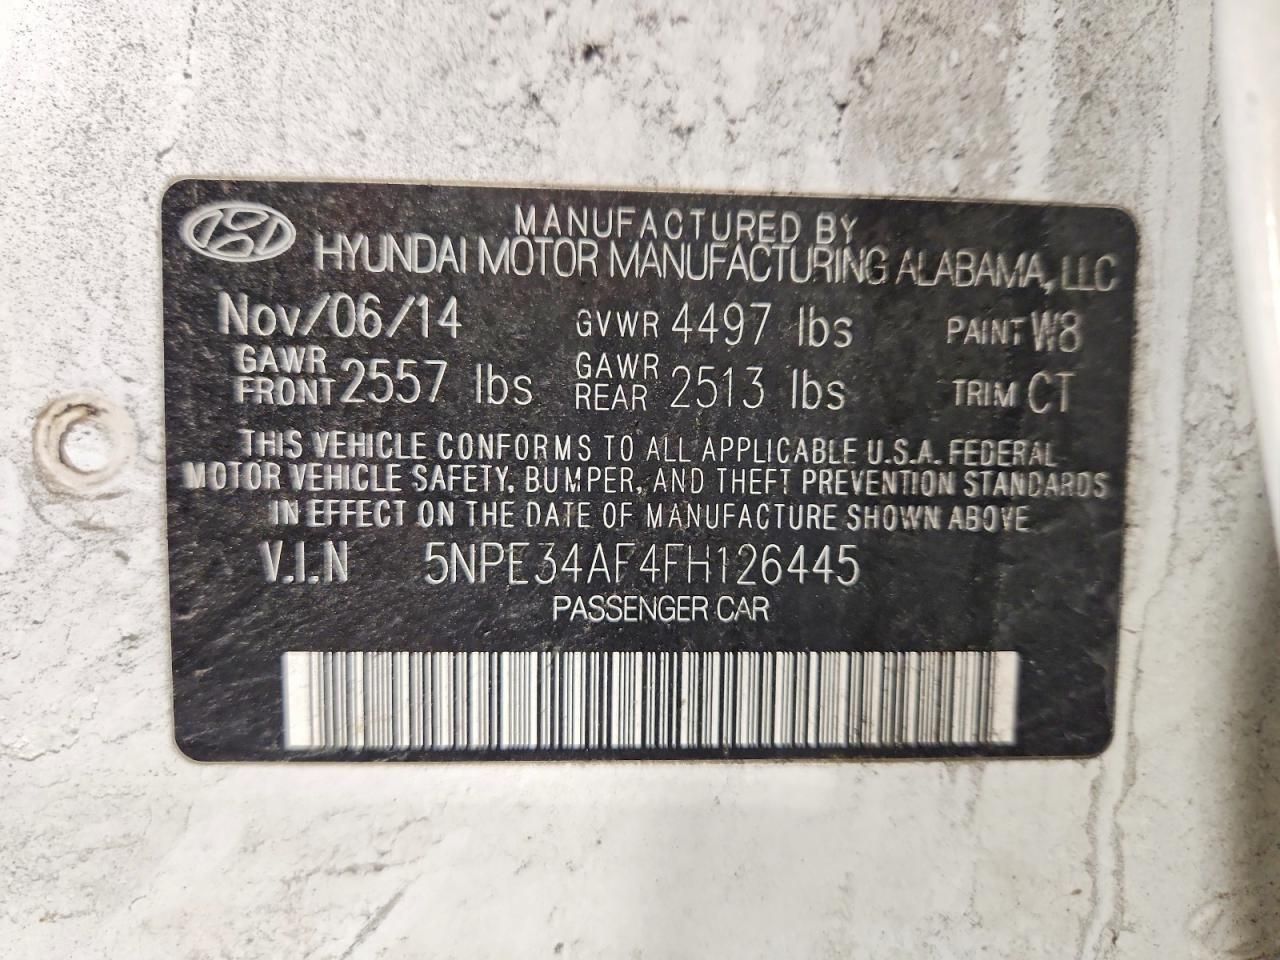 MANUFACTURED BY
HYUNDAI MOTOR MANUFACTURING ALABAMA, LLC
Nov/06/14 GVWR 4497 lbs PAINT W8
GAWR FRONT 2557 lbs GAWR REAR 2513 lbs TRIM CT
THIS VEHICLE CONFORMS TO ALL APPLICABLE U.S.A. FEDERAL
MOTOR VEHICLE SAFETY, BUMPER, AND THEFT PREVENTION STANDARDS
IN EFFECT ON THE DATE OF MANUFACTURE SHOWN ABOVE
V.I.N 5NPE34AF4FH126445
PASSENGER CAR